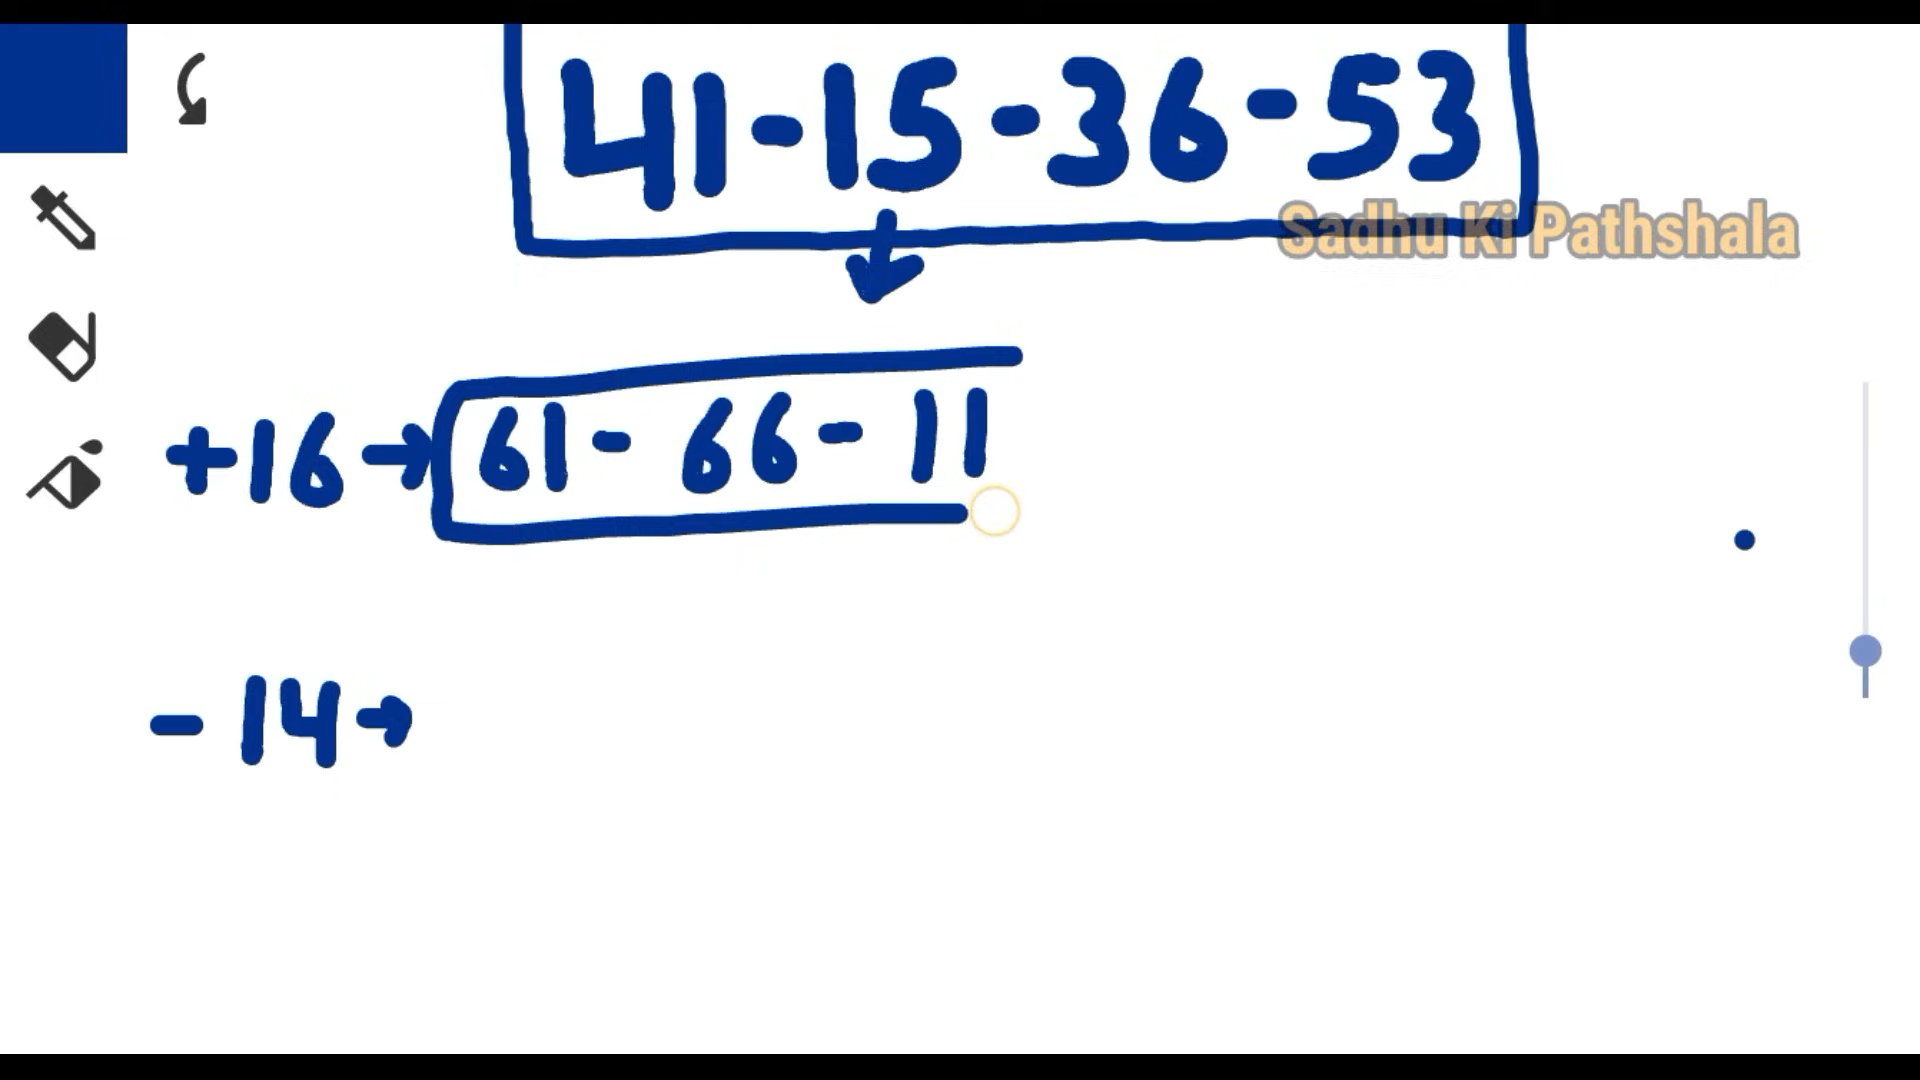 41-15-36-53
Sadhu Ki Pathshala
+16→ 61- 66- 11
- 14→